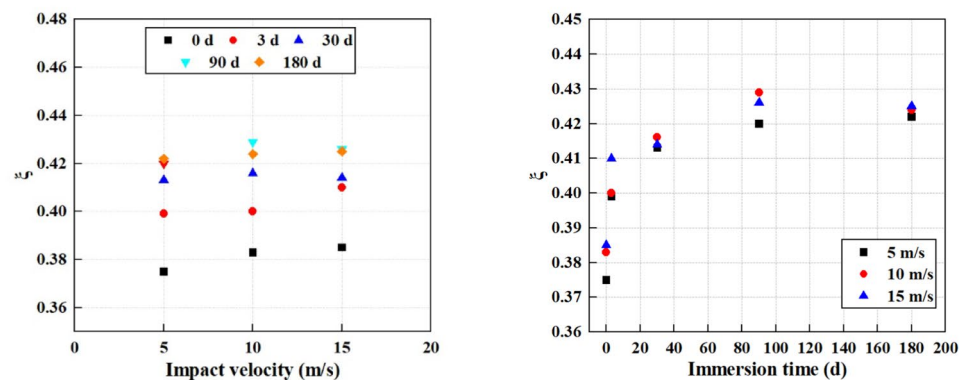 0.48
0 d 3 d 30 d
90 d 180 d
0.46
0.44
0.42
0.40
0.38
0.36
ξ
0 5 10 15 20
Impact velocity (m/s)
0.45
0.44
0.43
0.42
0.41
0.40
0.39
0.38
0.37
0.36
ξ
5 m/s
10 m/s
15 m/s
0 20 40 60 80 100 120 140 160 180 200
Immersion time (d)